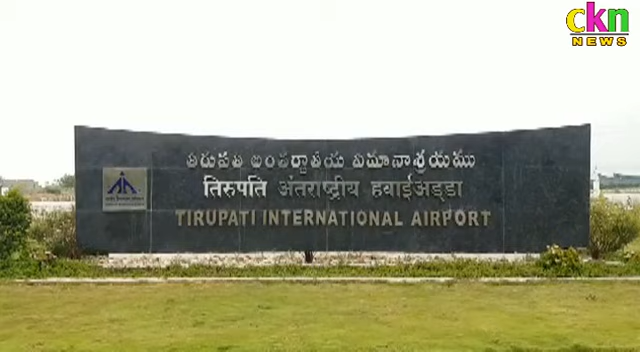 ckn
NEWS
తిరుపతి అంతర్జాతీయ విమానాశ్రయము
तिरुपति अंतराष्ट्रीय हवाईअड्डा
TIRUPATI INTERNATIONAL AIRPORT